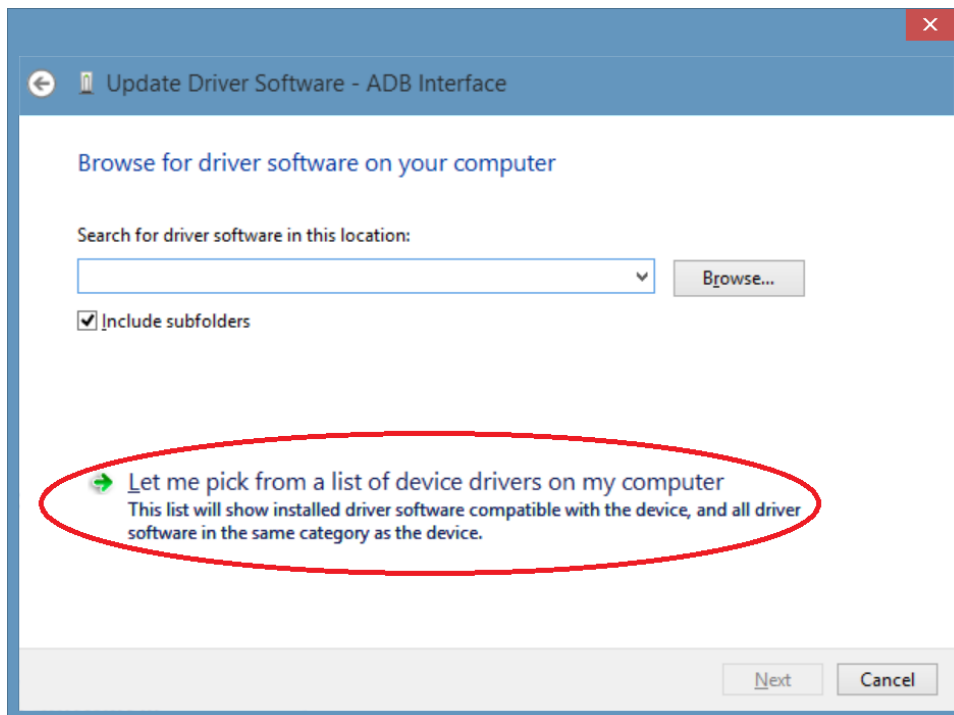 Update Driver Software - ADB Interface
Browse for driver software on your computer
Search for driver software in this location:
Browse...
Include subfolders
Let me pick from a list of device drivers on my computer
This list will show installed driver software compatible with the device, and all driver
software in the same category as the device.
Next
Cancel